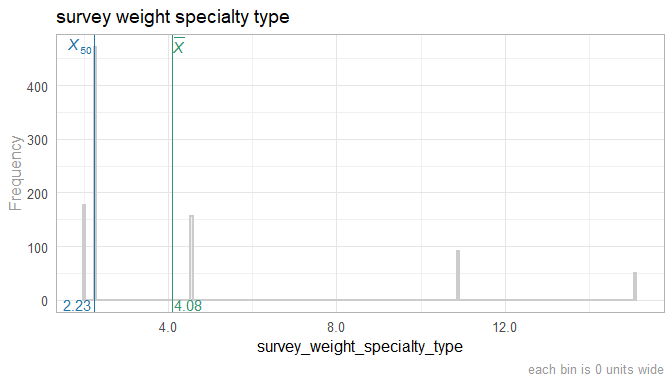 survey weight specialty type
X50
X̅
Frequency
400
300
200
100
0
2.23
4.08
4.0
8.0
12.0
survey_weight_specialty_type
each bin is 0 units wide